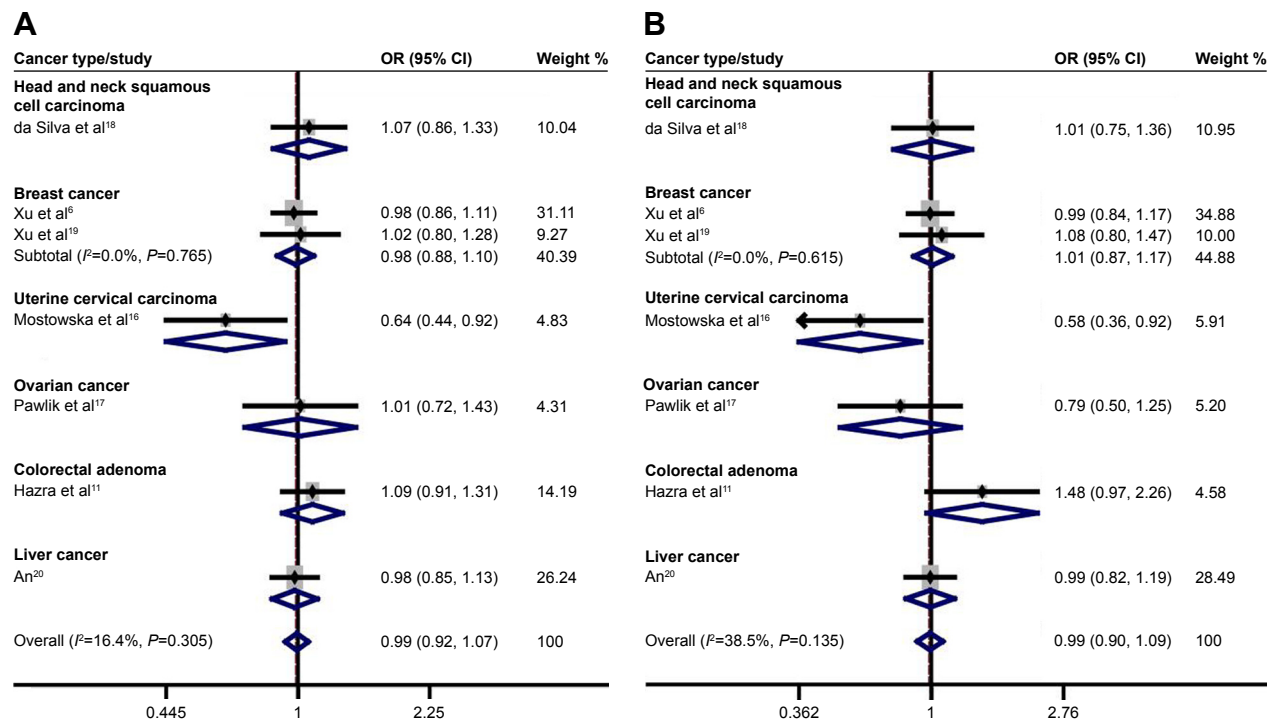 A
Cancer type/study OR (95% CI) Weight %
Head and neck squamous
cell carcinoma
da Silva et al¹⁸ 1.07 (0.86, 1.33) 10.04
Breast cancer
Xu et al⁶ 0.98 (0.86, 1.11) 31.11
Xu et al¹⁹ 1.02 (0.80, 1.28) 9.27
Subtotal (I²=0.0%, P=0.765) 0.98 (0.88, 1.10) 40.39
Uterine cervical carcinoma
Mostowska et al¹⁶ 0.64 (0.44, 0.92) 4.83
Ovarian cancer
Pawlik et al¹⁷ 1.01 (0.72, 1.43) 4.31
Colorectal adenoma
Hazra et al¹¹ 1.09 (0.91, 1.31) 14.19
Liver cancer
An²⁰ 0.98 (0.85, 1.13) 26.24
Overall (I²=16.4%, P=0.305) 0.99 (0.92, 1.07) 100
0.445 1 2.25
B
Cancer type/study OR (95% CI) Weight %
Head and neck squamous
cell carcinoma
da Silva et al¹⁸ 1.01 (0.75, 1.36) 10.95
Breast cancer
Xu et al⁶ 0.99 (0.84, 1.17) 34.88
Xu et al¹⁹ 1.08 (0.80, 1.47) 10.00
Subtotal (I²=0.0%, P=0.615) 1.01 (0.87, 1.17) 44.88
Uterine cervical carcinoma
Mostowska et al¹⁶ 0.58 (0.36, 0.92) 5.91
Ovarian cancer
Pawlik et al¹⁷ 0.79 (0.50, 1.25) 5.20
Colorectal adenoma
Hazra et al¹¹ 1.48 (0.97, 2.26) 4.58
Liver cancer
An²⁰ 0.99 (0.82, 1.19) 28.49
Overall (I²=38.5%, P=0.135) 0.99 (0.90, 1.09) 100
0.362 1 2.76